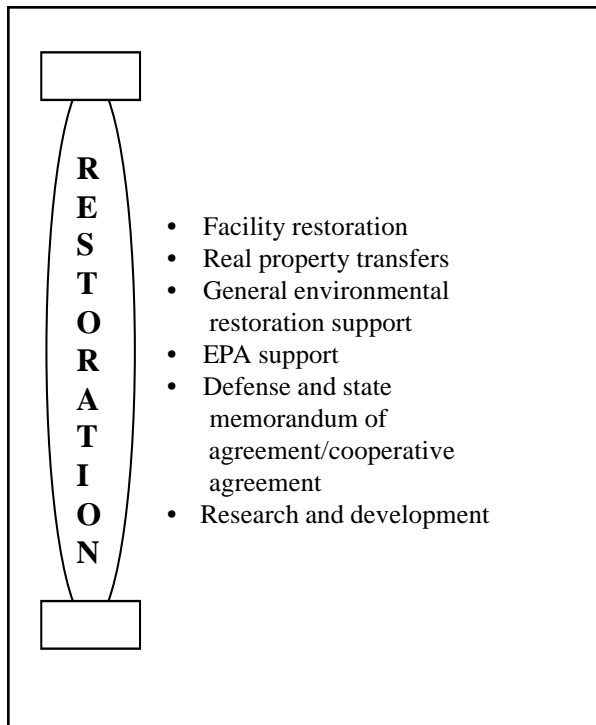 RESTORATION
• Facility restoration
• Real property transfers
• General environmental
restoration support
• EPA support
• Defense and state
memorandum of
agreement/cooperative
agreement
• Research and development